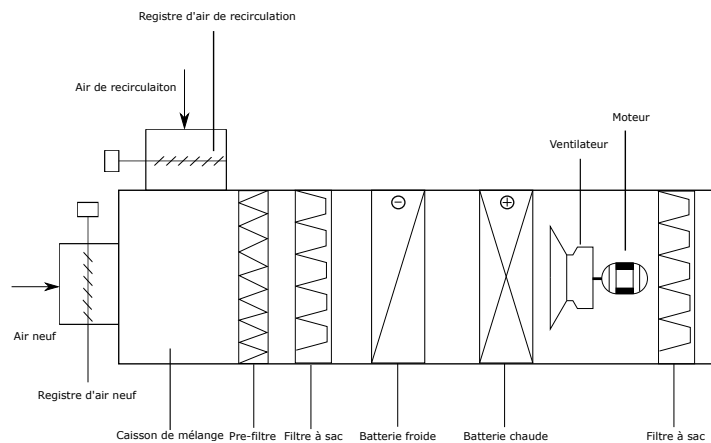 Registre d'air de recirculation
Air de recirculaiton
Moteur
Ventilateur
Air neuf
Registre d'air neuf
Caisson de mélange
Pre-filtre
Filtre à sac
Batterie froide
Batterie chaude
Filtre à sac